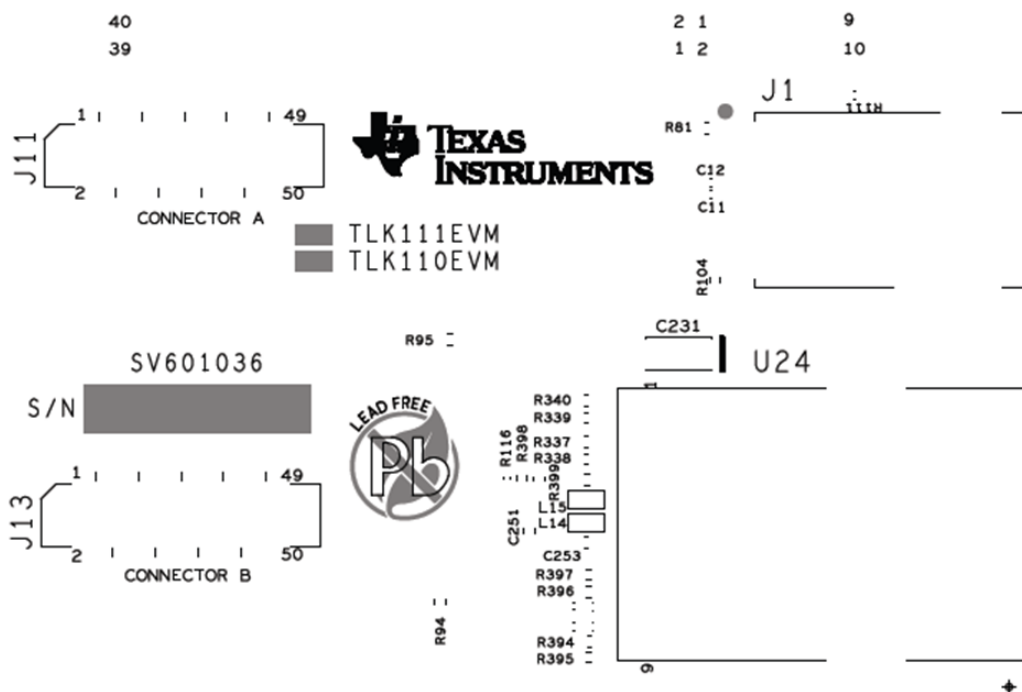 40
39
2 1
1 2
9
10
J1
R111
R81
1
49
J11
2
50
CONNECTOR A
TEXAS
INSTRUMENTS
C12
C11
TLK111EVM
TLK110EVM
R104
C231
R95
U24
SV601036
S/N
LEAD FREE
Pb
1
R340
R339
R337
R338
R116
R398
R399
L15
L14
C251
C253
R397
R396
R394
R395
1
49
J13
2
50
CONNECTOR B
R94
9